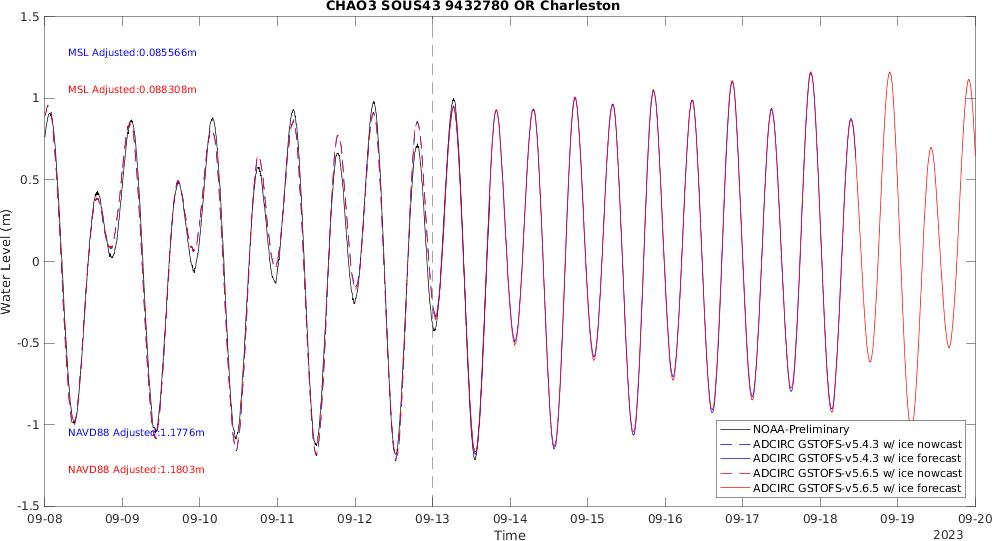 CHAO3 SOUS43 9432780 OR Charleston
1.5
MSL Adjusted:0.085566m
1
MSL Adjusted:0.088308m
0.5
Water Level (m)
0
-0.5
-1
NAVD88 Adjusted:1.1776m
NOAA-Preliminary
ADCIRC GSTOFS-v5.4.3 w/ ice nowcast
ADCIRC GSTOFS-v5.4.3 w/ ice forecast
NAVD88 Adjusted:1.1803m
ADCIRC GSTOFS-v5.6.5 w/ ice nowcast
ADCIRC GSTOFS-v5.6.5 w/ ice forecast
-1.5
09-08 09-09 09-10 09-11 09-12 09-13 09-14 09-15 09-16 09-17 09-18 09-19 09-20
Time
2023